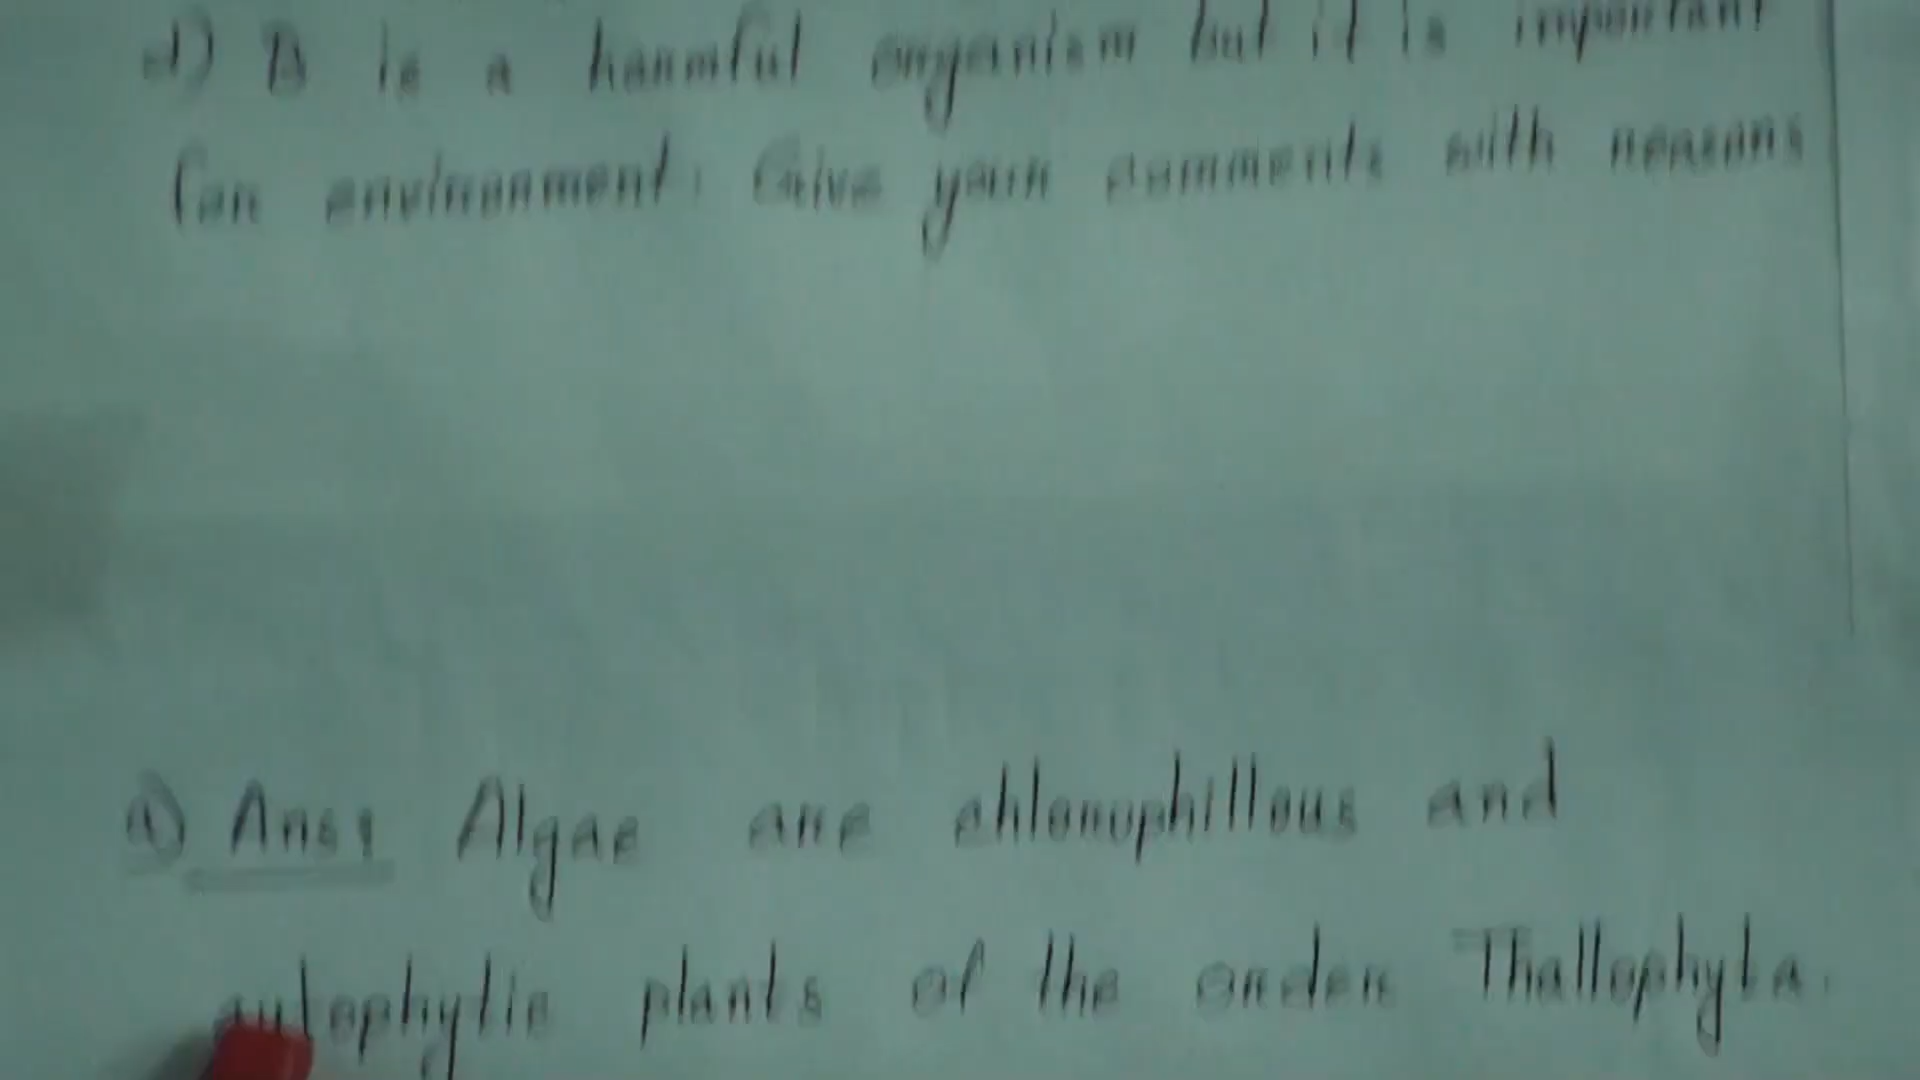 d) B is a harmful organism but it is important
for environment. Give your comments with reasons
a) Ans: Algae are chlorophillous and
autophytic plants of the order Thallophyta.